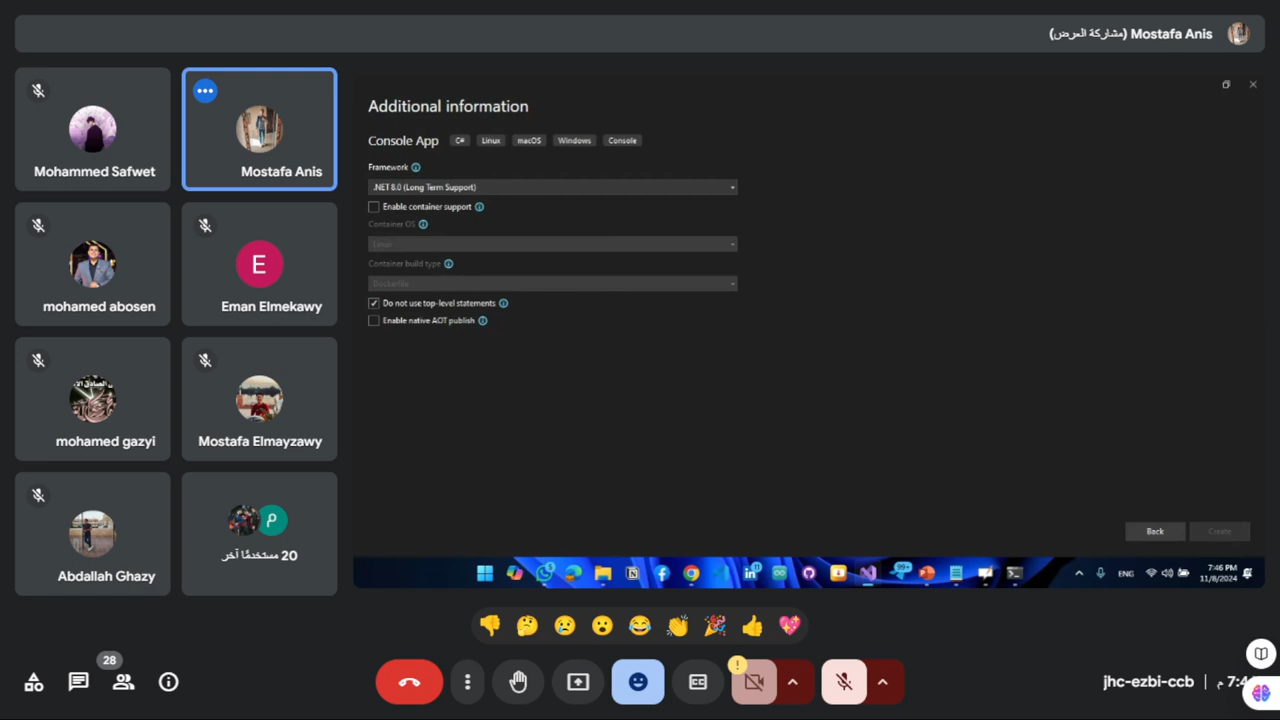 Mostafa Anis (مشاركة العرض)
Mohammed Safwet
Mostafa Anis
mohamed abosen
E
Eman Elmekawy
mohamed gazyi
Mostafa Elmayzawy
Abdallah Ghazy
20 مستخدمًا آخر
Additional information
Console App C# Linux macOS Windows Console
Framework
.NET 8.0 (Long Term Support)
Enable container support
Container OS
Linux
Container build type
Dockerfile
Do not use top-level statements
Enable native AOT publish
Back Create
99+
ENG
7:46 PM
11/8/2024
28
jhc-ezbi-ccb